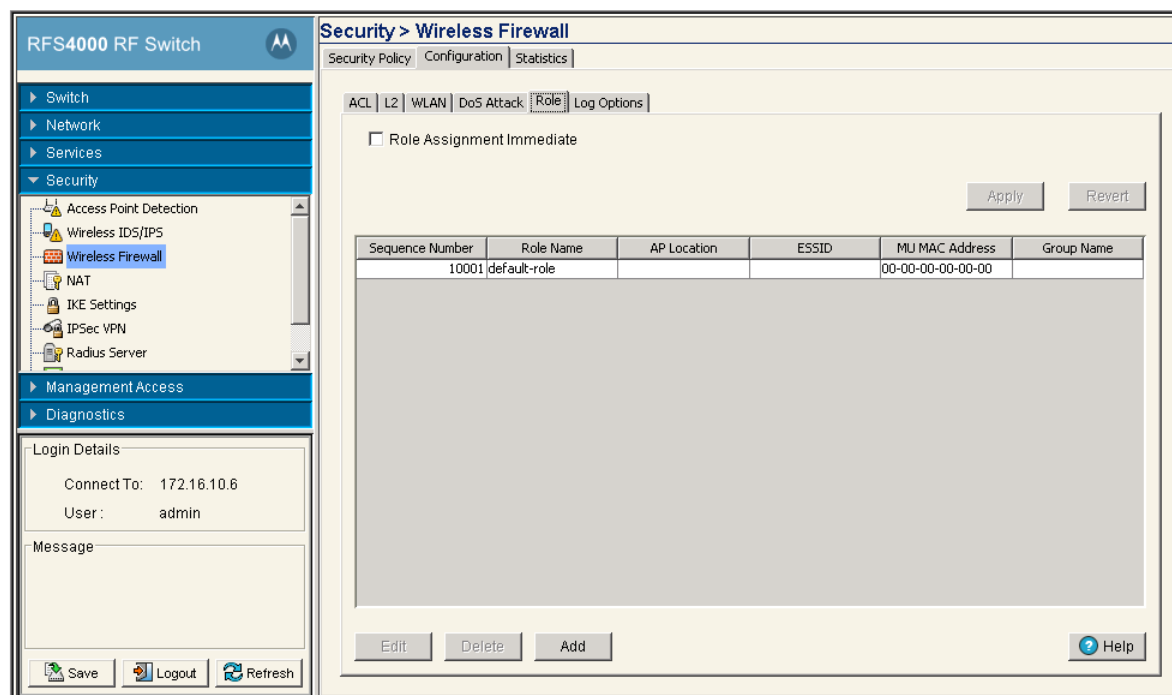 RFS4000 RF Switch
Switch
Network
Services
Security
Access Point Detection
Wireless IDS/IPS
Wireless Firewall
NAT
IKE Settings
IPSec VPN
Radius Server
Management Access
Diagnostics
Login Details
Connect To: 172.16.10.6
User : admin
Message
Save Logout Refresh
Security > Wireless Firewall
Security Policy Configuration Statistics
ACL L2 WLAN DoS Attack Role Log Options
Role Assignment Immediate
Apply Revert
Sequence Number Role Name AP Location ESSID MU MAC Address Group Name
10001 default-role 00-00-00-00-00-00
Edit Delete Add Help